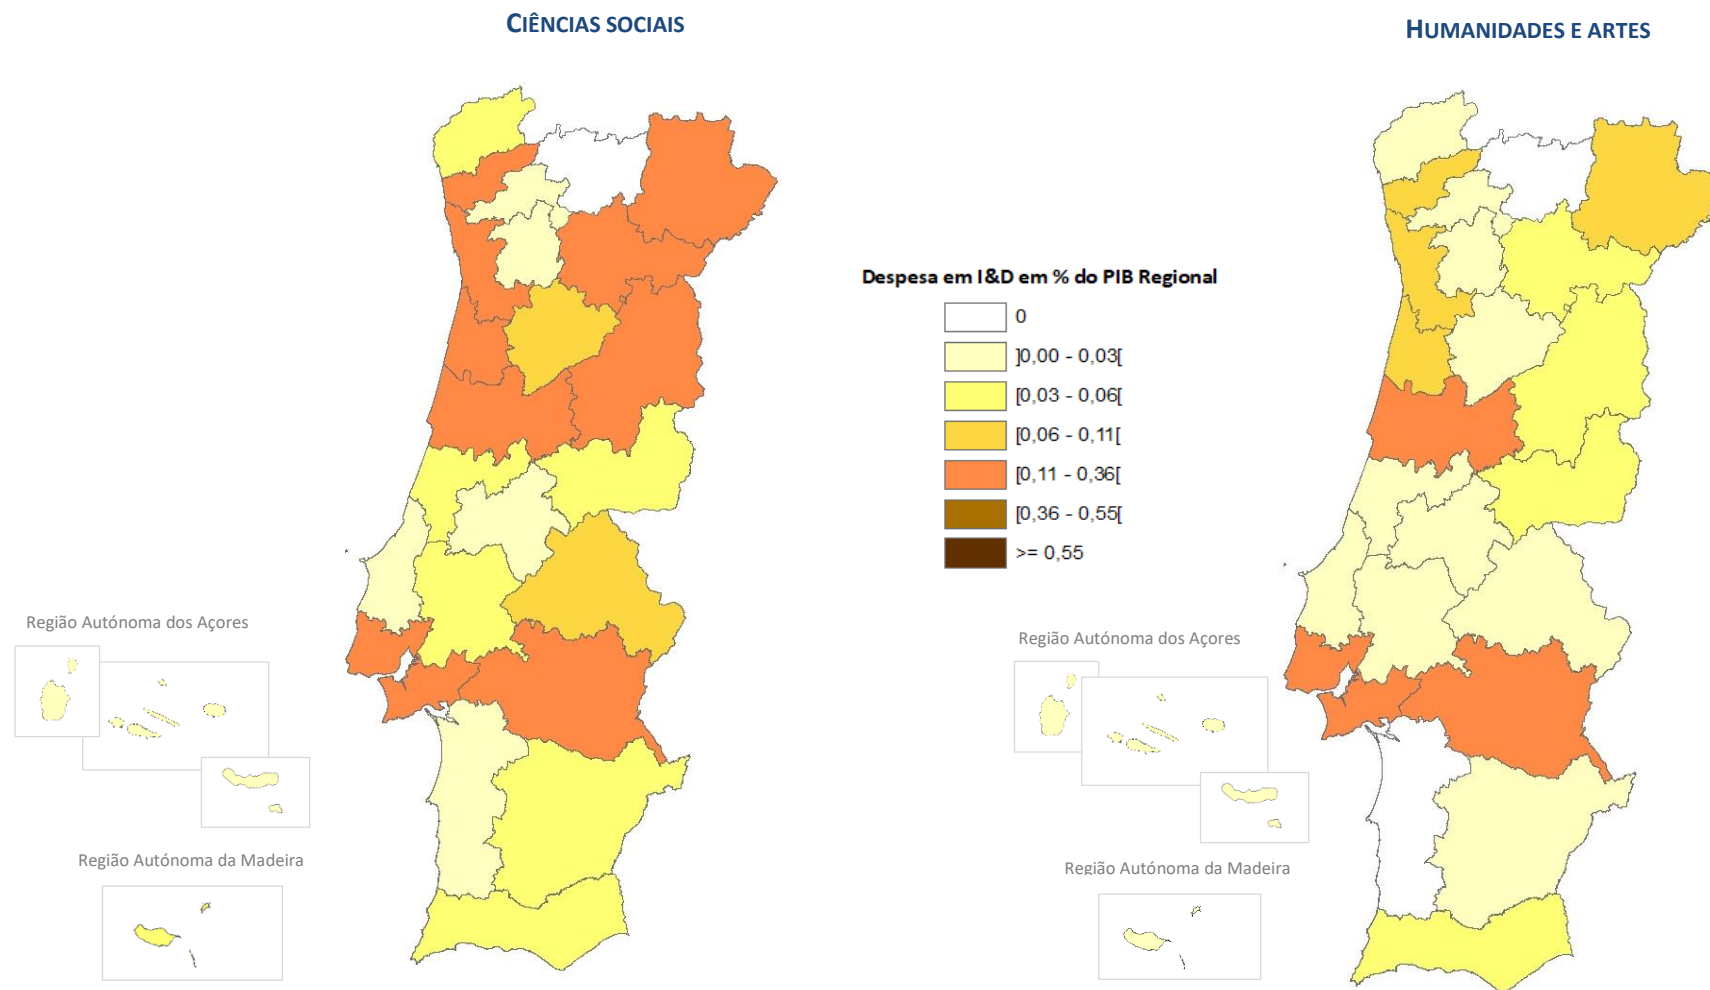 CIÊNCIAS SOCIAIS
HUMANIDADES E ARTES
Despesa em I&D em % do PIB Regional
0
]0,00 - 0,03[
[0,03 - 0,06[
[0,06 - 0,11[
[0,11 - 0,36[
[0,36 - 0,55[
>= 0,55
Região Autónoma dos Açores
Região Autónoma da Madeira
Região Autónoma dos Açores
Região Autónoma da Madeira